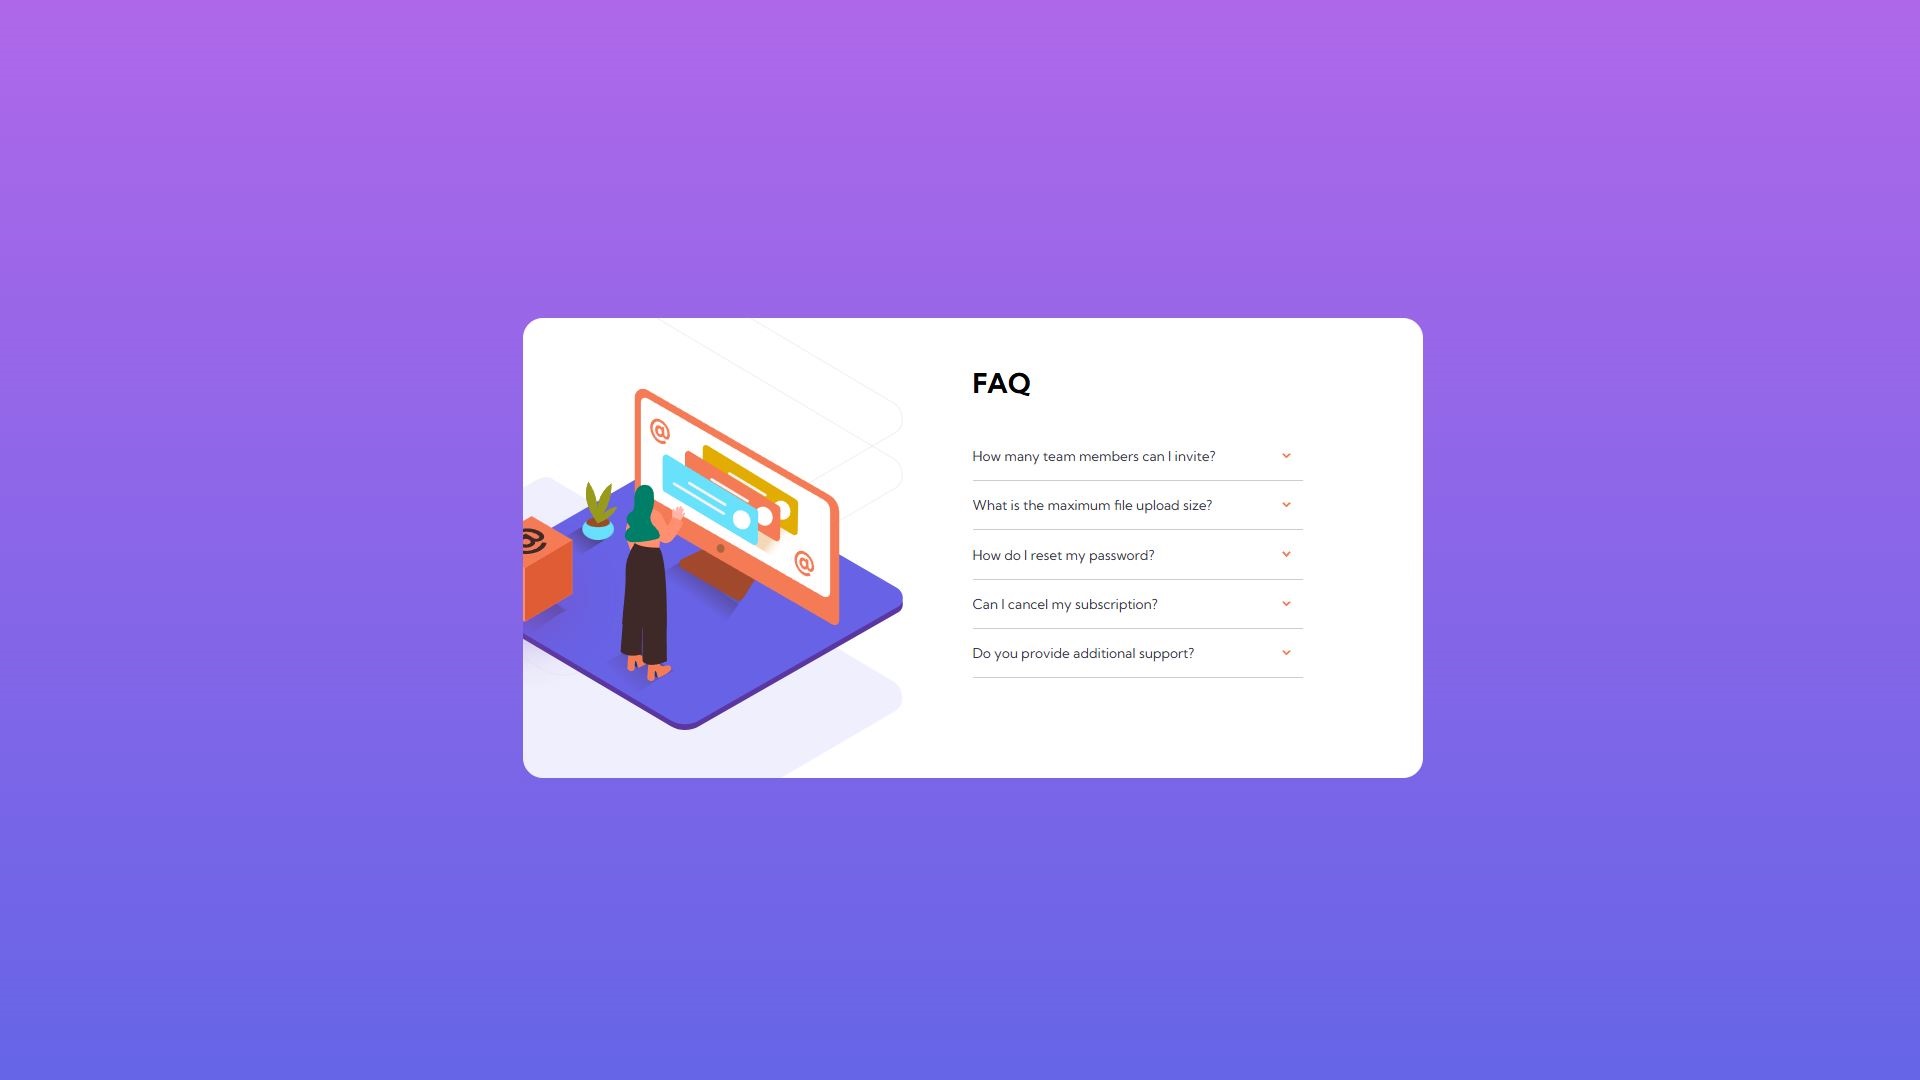 FAQ
How many team members can I invite?
What is the maximum file upload size?
How do I reset my password?
Can I cancel my subscription?
Do you provide additional support?
@
@
@